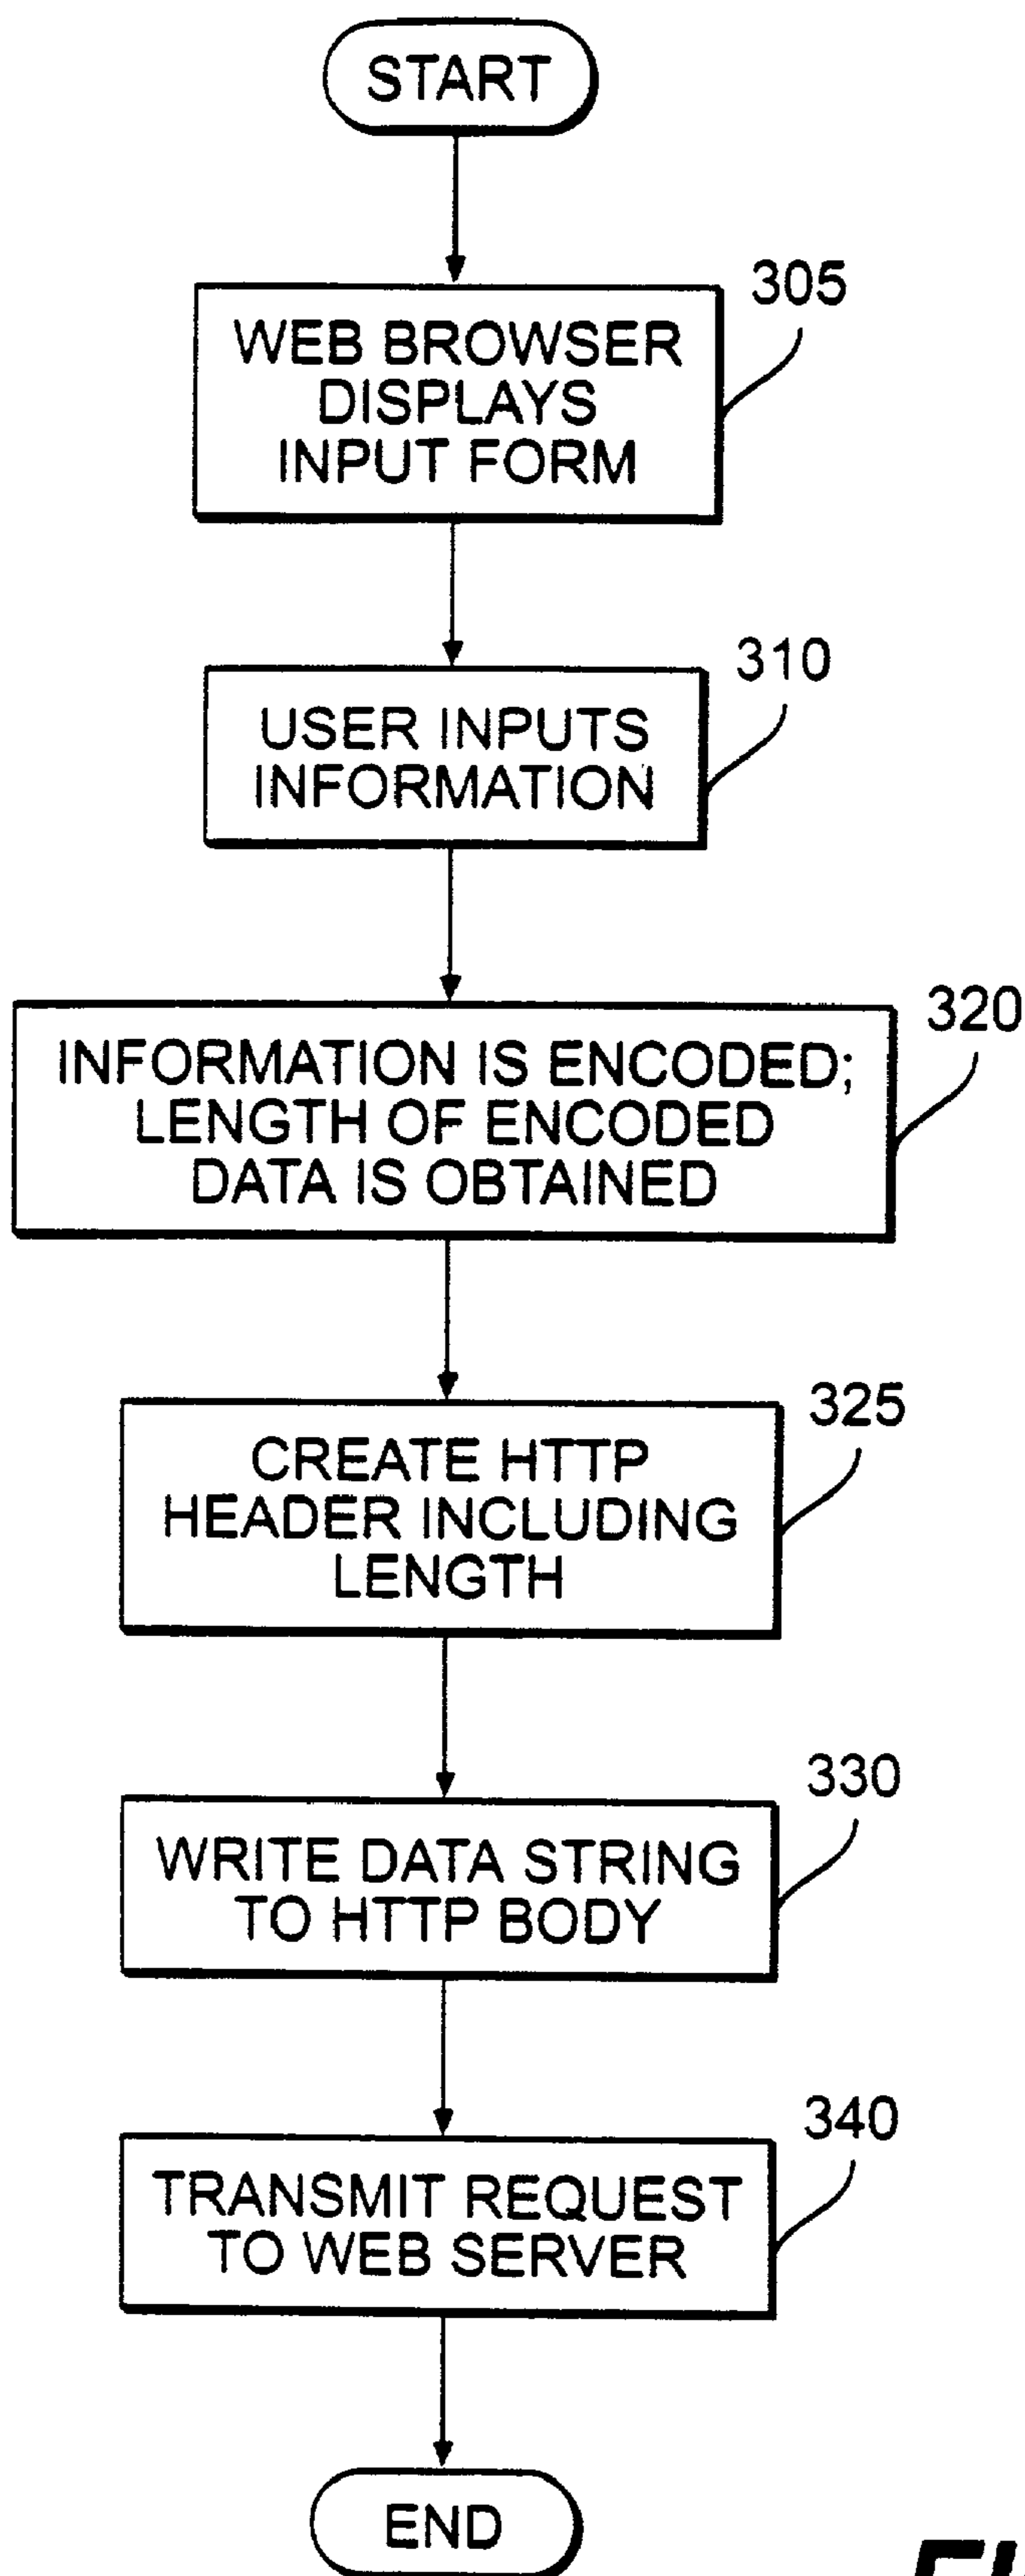 START
305
WEB BROWSER
DISPLAYS
INPUT FORM
310
USER INPUTS
INFORMATION
320
INFORMATION IS ENCODED;
LENGTH OF ENCODED
DATA IS OBTAINED
325
CREATE HTTP
HEADER INCLUDING
LENGTH
330
WRITE DATA STRING
TO HTTP BODY
340
TRANSMIT REQUEST
TO WEB SERVER
END